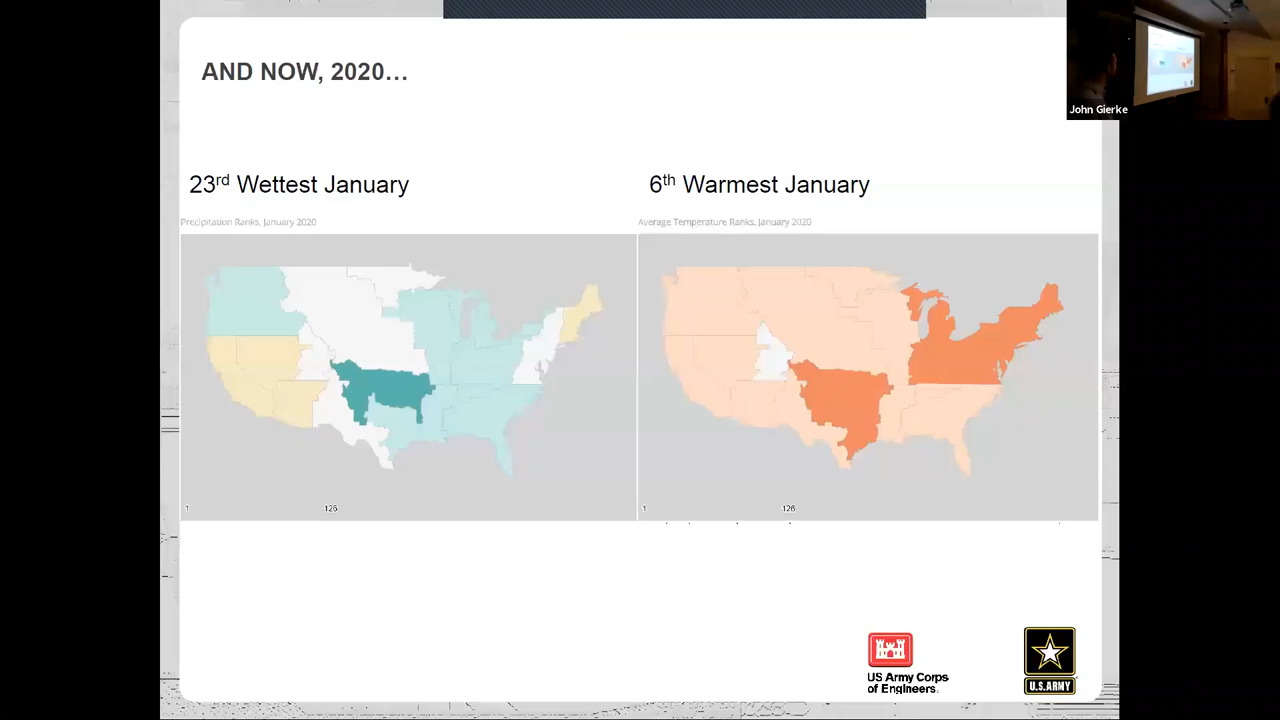 AND NOW, 2020...
John Gierke
23rd Wettest January
6th Warmest January
Precipitation Ranks, January 2020
Average Temperature Ranks, January 2020
1
126
1
126
US Army Corps
of Engineers.
U.S.ARMY